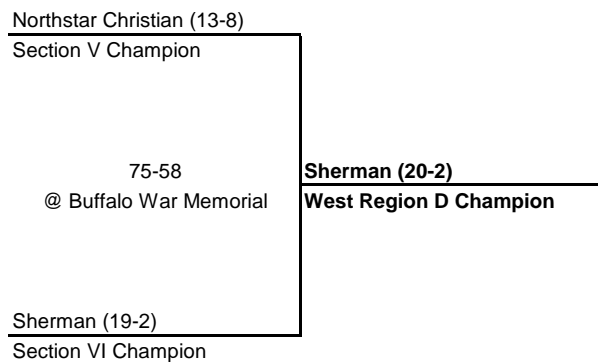 Northstar Christian (13-8)
Section V Champion
75-58
@ Buffalo War Memorial
Sherman (20-2)
West Region D Champion
Sherman (19-2)
Section VI Champion